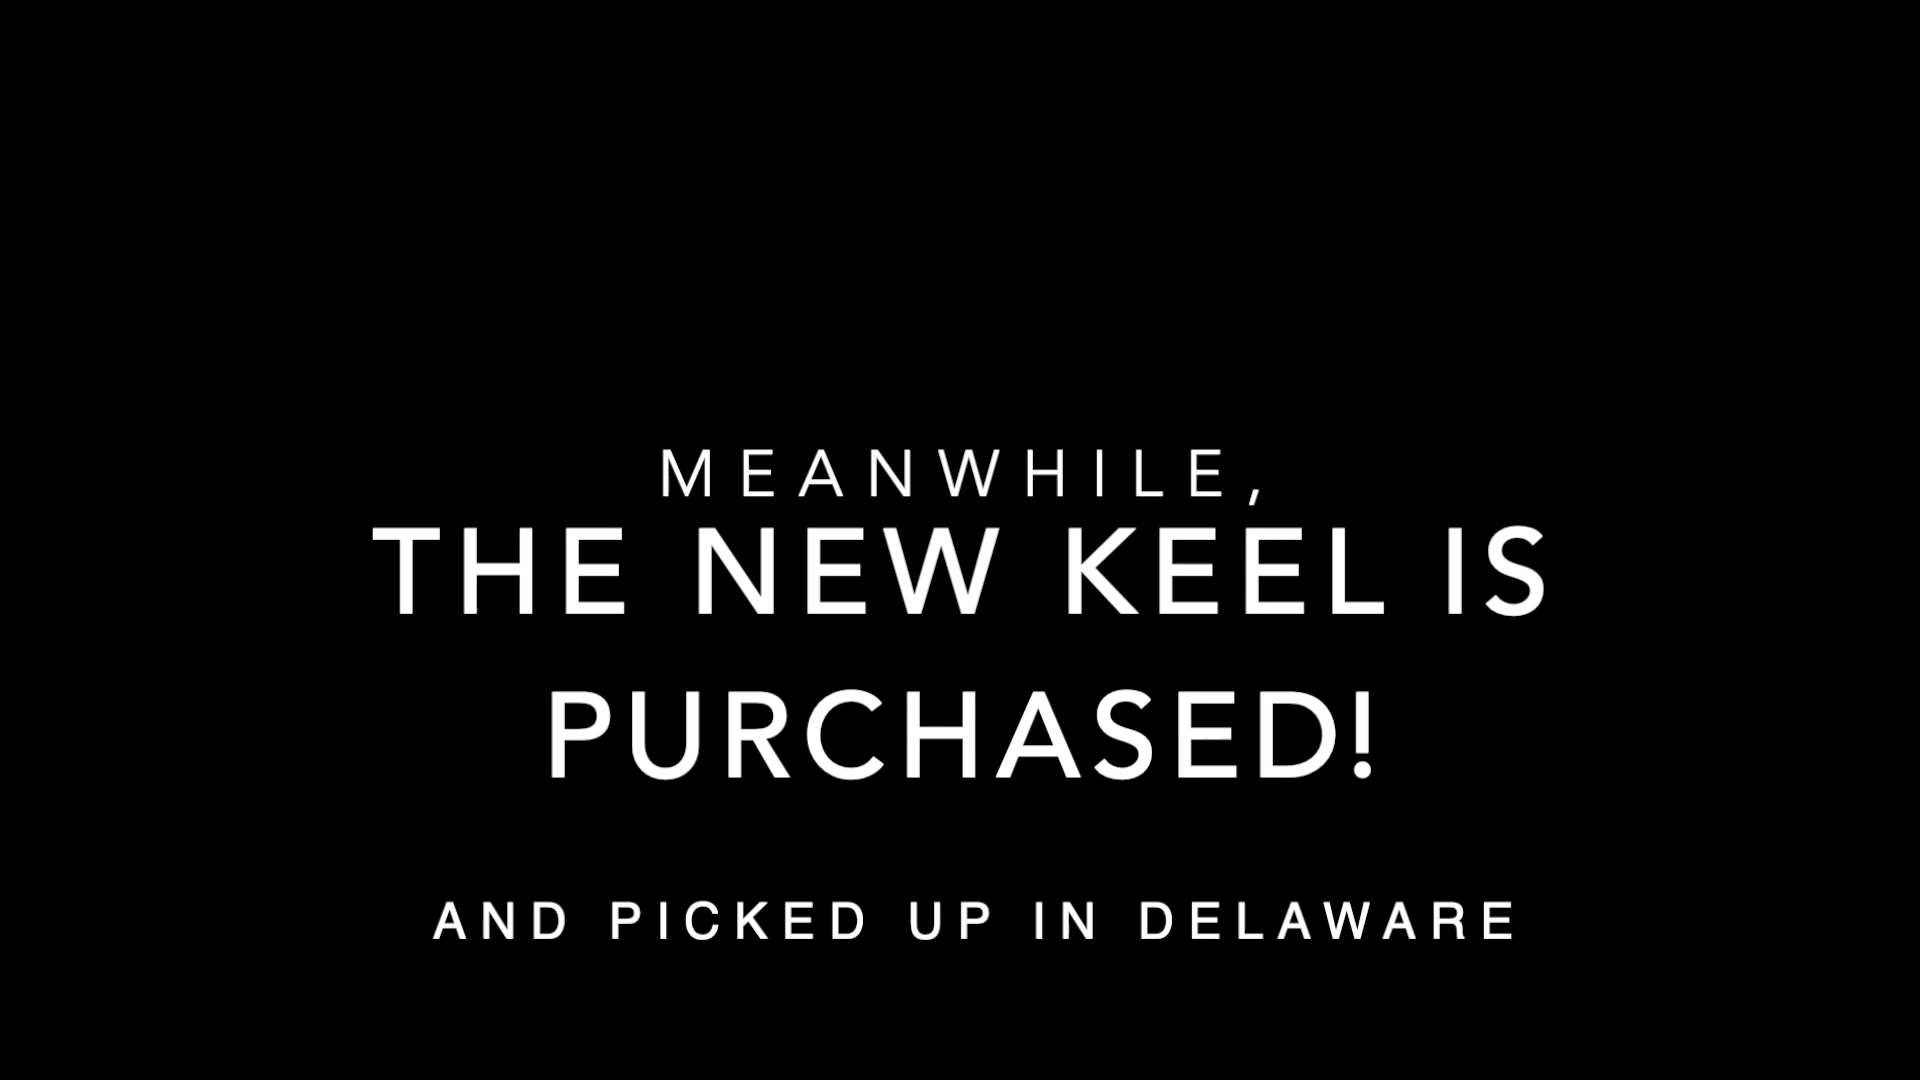 MEANWHILE,
THE NEW KEEL IS
PURCHASED!
AND PICKED UP IN DELAWARE